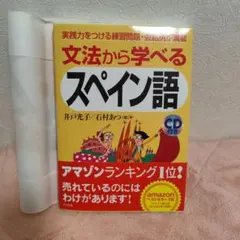 実践力をつける練習問題・会話例が満載
文法から学べる
スペイン語
井戸光子/石村あつ[著]
CD
アマゾンランキング1位!
売れているのには
わけがあります!
amazon